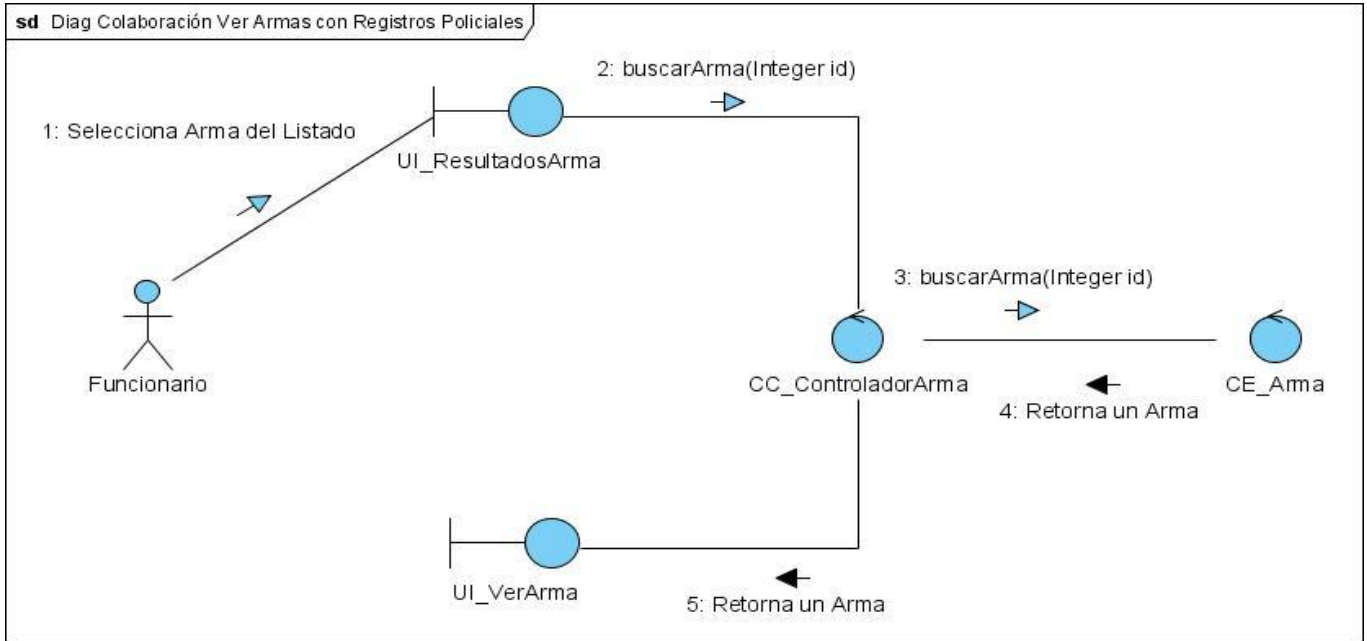 sd Diag Colaboración Ver Armas con Registros Policiales
2: buscarArma(Integer id)
1: Selecciona Arma del Listado
UI_ResultadosArma
3: buscarArma(Integer id)
Funcionario
CC_ControladorArma
CE_Arma
4: Retorna un Arma
UI_VerArma
5: Retorna un Arma